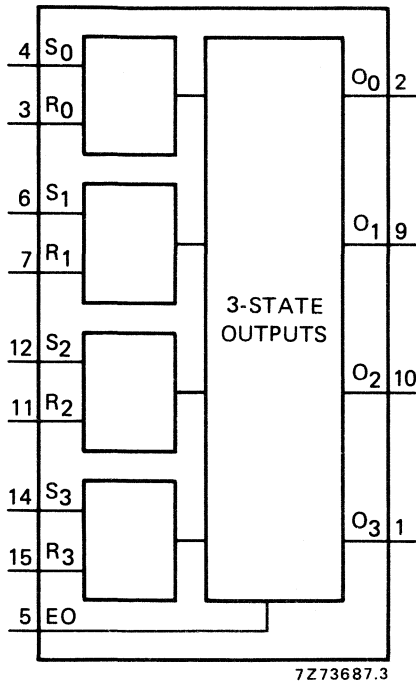 4 S0
O0 2
3 R0
6 S1
O1 9
7 R1
3-STATE
OUTPUTS
12 S2
O2 10
11 R2
14 S3
O3 1
15 R3
5 EO
7Z73687.3